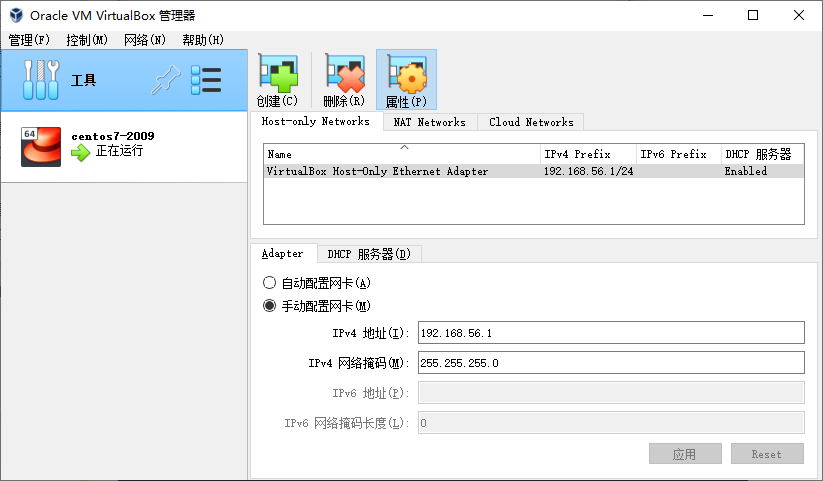 Oracle VM VirtualBox 管理器
管理(F) 控制(M) 网络(N) 帮助(H)
工具
创建(C) 删除(R) 属性(P)
64
centos7-2009
正在运行
Host-only Networks NAT Networks Cloud Networks
Name IPv4 Prefix IPv6 Prefix DHCP 服务器
VirtualBox Host-Only Ethernet Adapter 192.168.56.1/24 Enabled
Adapter DHCP 服务器(D)
自动配置网卡(A)
手动配置网卡(M)
IPv4 地址(I): 192.168.56.1
IPv4 网络掩码(M): 255.255.255.0
IPv6 地址(P):
IPv6 网络掩码长度(L): 0
应用 Reset